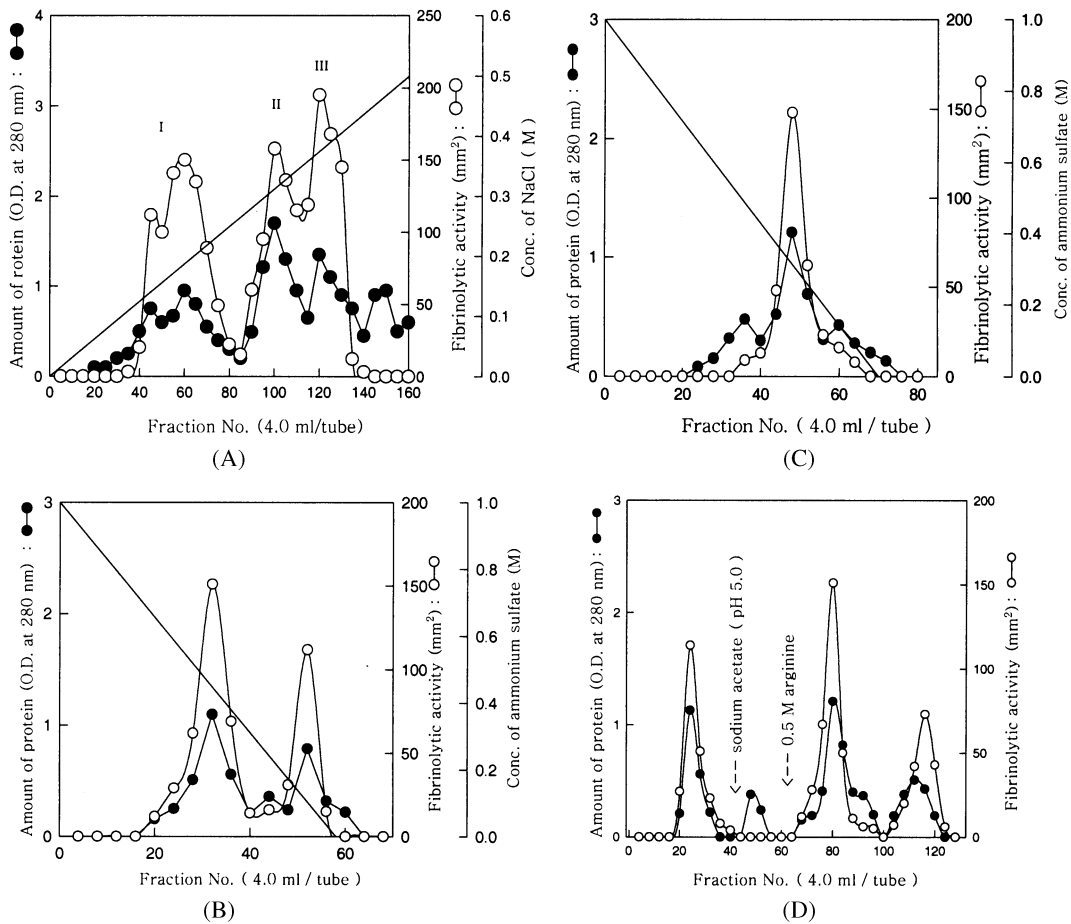 4
3
2
1
0
Amount of rotein (O.D. at 280 nm) :
I
II
III
250
200
150
100
50
0
Fibrinolytic activity (mm²) :
0.6
0.5
0.4
0.3
0.2
0.1
0.0
Conc. of NaCl ( M )
0 20 40 60 80 100 120 140 160
Fraction No. (4.0 ml/tube)
(A)
3
2
1
0
Amount of protein (O.D. at 280 nm) :
200
150
100
50
0
Fibrinolytic activity (mm²) :
1.0
0.8
0.6
0.4
0.2
0.0
Conc. of ammonium sulfate (M)
0 20 40 60 80
Fraction No. ( 4.0 ml / tube )
(C)
3
2
1
0
Amount of protein (O.D. at 280 nm) :
200
150
100
50
0
Fibrinolytic activity (mm²) :
1.0
0.8
0.6
0.4
0.2
0.0
Conc. of ammonium sulfate (M)
0 20 40 60
Fraction No. ( 4.0 ml / tube )
(B)
3
2
1
0
Amount of protein (O.D. at 280 nm) :
sodium acetate ( pH 5.0 )
0.5 M arginine
200
150
100
50
0
Fibrinolytic activity (mm²) :
0 20 40 60 80 100 120
Fraction No. ( 4.0 ml / tube )
(D)